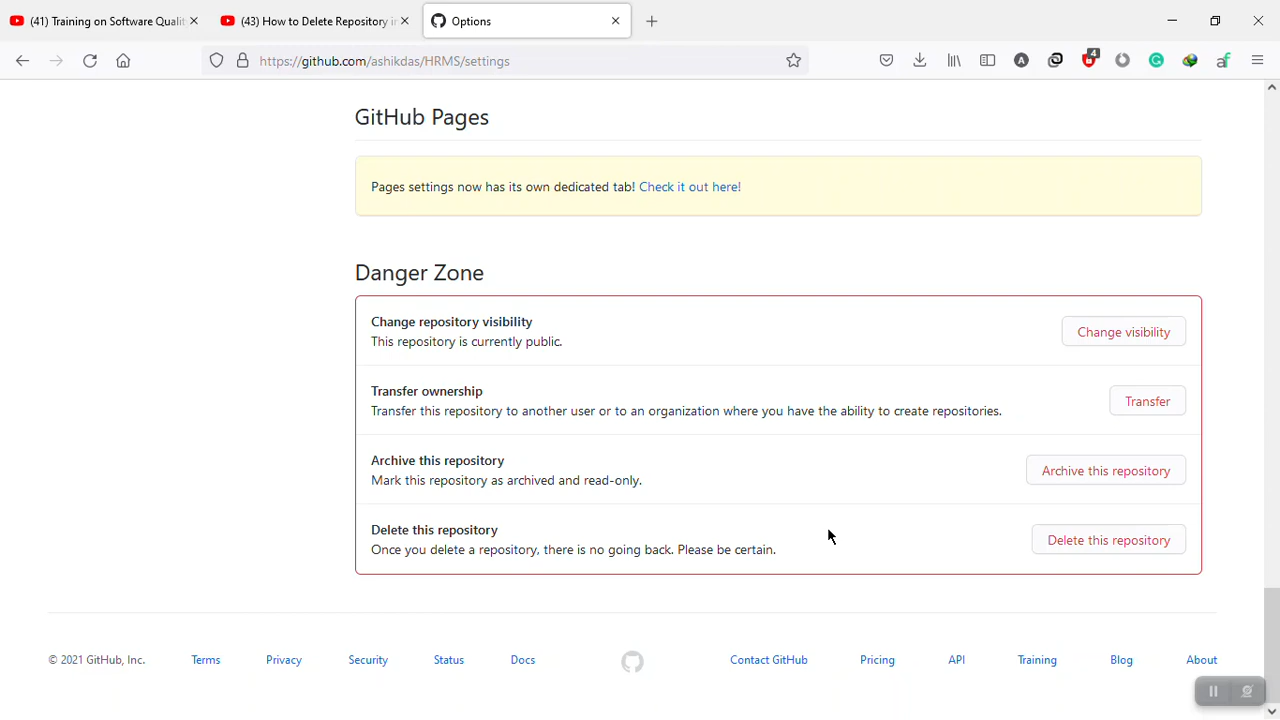 (41) Training on Software Qualit
(43) How to Delete Repository in
Options
https://github.com/ashikdas/HRMS/settings
4
GitHub Pages
Pages settings now has its own dedicated tab! Check it out here!
Danger Zone
Change repository visibility
This repository is currently public.
Change visibility
Transfer ownership
Transfer this repository to another user or to an organization where you have the ability to create repositories.
Transfer
Archive this repository
Mark this repository as archived and read-only.
Archive this repository
Delete this repository
Once you delete a repository, there is no going back. Please be certain.
Delete this repository
© 2021 GitHub, Inc.
Terms
Privacy
Security
Status
Docs
Contact GitHub
Pricing
API
Training
Blog
About